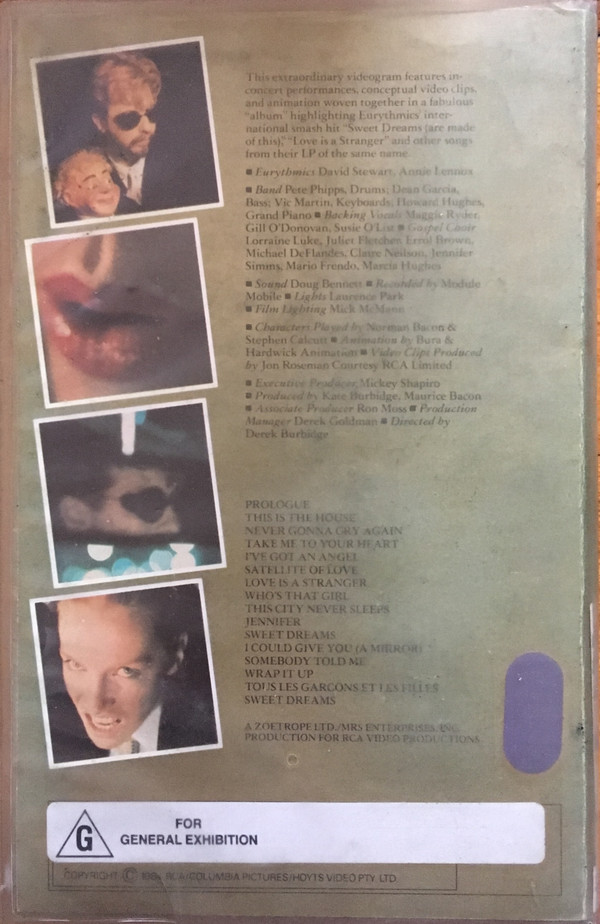 This extraordinary videogram features in-
concert performances, conceptual video clips,
and animation woven together in a fabulous
"album" highlighting Eurythmics' inter-
national smash hit "Sweet Dreams (are made
of this)," "Love is a Stranger" and other songs
from their LP of the same name.
■ Eurythmics David Stewart, Annie Lennox
■ Band Pete Phipps, Drums; Dean Garcia,
Bass; Vic Martin, Keyboards; Howard Hughes,
Grand Piano ■ Backing Vocals Maggie Ryder,
Gill O'Donovan, Susie O'List ■ Gospel Choir
Lorraine Luke, Juliet Fletcher, Errol Brown,
Michael DeFlandes, Claire Neilson, Jennifer
Simms, Mario Frendo, Marcia Hughes
■ Sound Doug Bennett ■ Recorded by Module
Mobile ■ Lights Laurence Park
■ Film Lighting Mick McMane
■ Characters Played by Norman Bacon &
Stephen Calcutt ■ Animation by Bura &
Hardwick Animation ■ Video Clips Produced
by Jon Roseman Courtesy RCA Limited
■ Executive Producer Mickey Shapiro
■ Produced by Kate Burbidge, Maurice Bacon
■ Associate Producer Ron Moss ■ Production
Manager Derek Goldman ■ Directed by
Derek Burbidge
PROLOGUE
THIS IS THE HOUSE
NEVER GONNA CRY AGAIN
TAKE ME TO YOUR HEART
I'VE GOT AN ANGEL
SATELLITE OF LOVE
LOVE IS A STRANGER
WHO'S THAT GIRL
THIS CITY NEVER SLEEPS
JENNIFER
SWEET DREAMS
I COULD GIVE YOU (A MIRROR)
SOMEBODY TOLD ME
WRAP IT UP
TOUS LES GARCONS ET LES FILLES
SWEET DREAMS
A ZOETROPE LTD./MRS ENTERPRISES, INC.
PRODUCTION FOR RCA VIDEO PRODUCTIONS
G
FOR
GENERAL EXHIBITION
COPYRIGHT © RCA/COLUMBIA PICTURES/HOYTS VIDEO PTY. LTD.